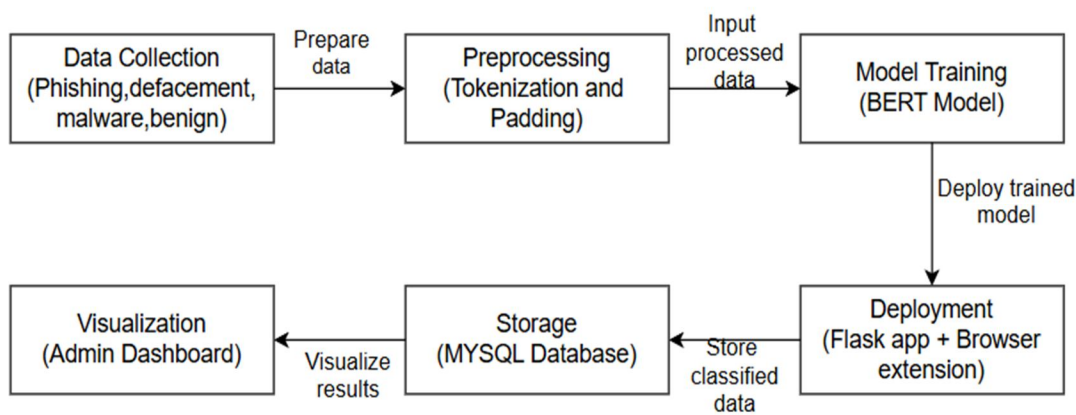 Data Collection
(Phishing,defacement,
malware,benign)
Prepare
data
Preprocessing
(Tokenization and
Padding)
Input
processed
data
Model Training
(BERT Model)
Deploy trained
model
Deployment
(Flask app + Browser
extension)
Store
classified
data
Storage
(MYSQL Database)
Visualize
results
Visualization
(Admin Dashboard)